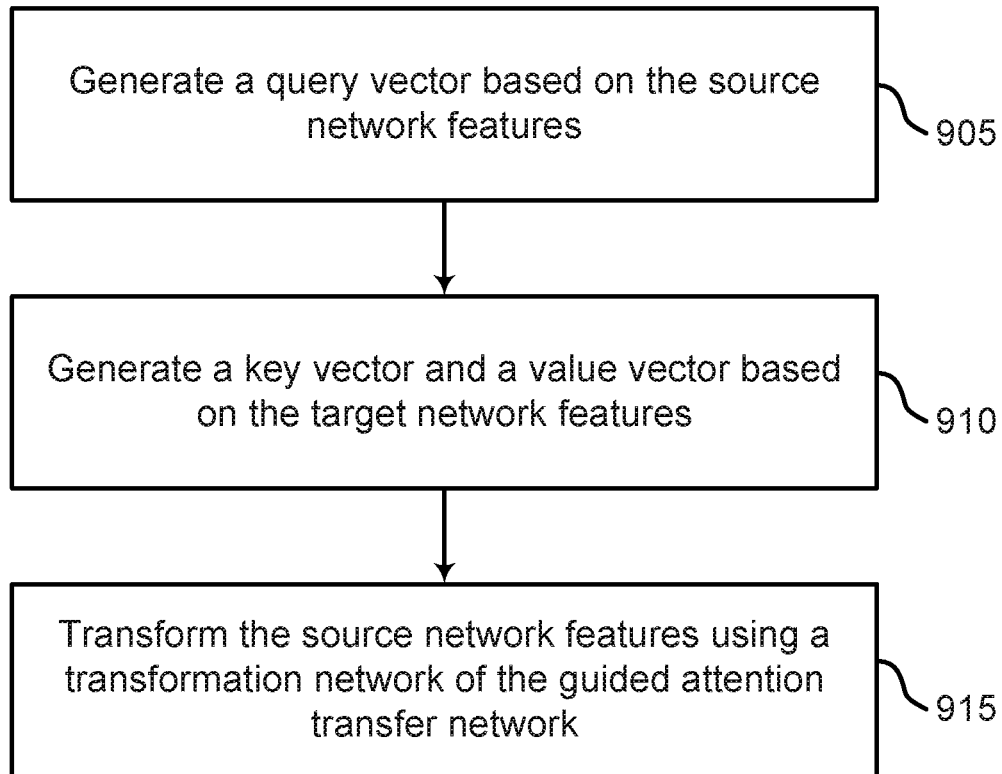 Generate a query vector based on the source
network features
905
Generate a key vector and a value vector based
on the target network features
910
Transform the source network features using a
transformation network of the guided attention
transfer network
915